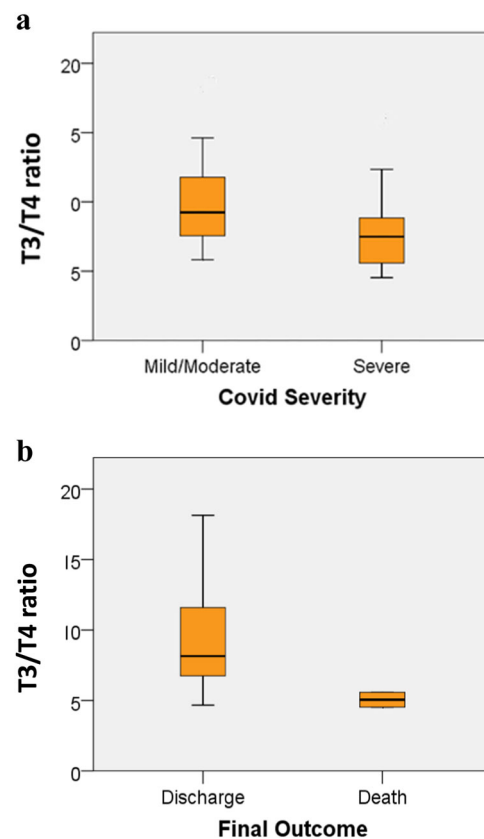 a
20
5
0
5
0
T3/T4 ratio
Mild/Moderate Severe
Covid Severity
b
20
15
10
5
0
T3/T4 ratio
Discharge Death
Final Outcome